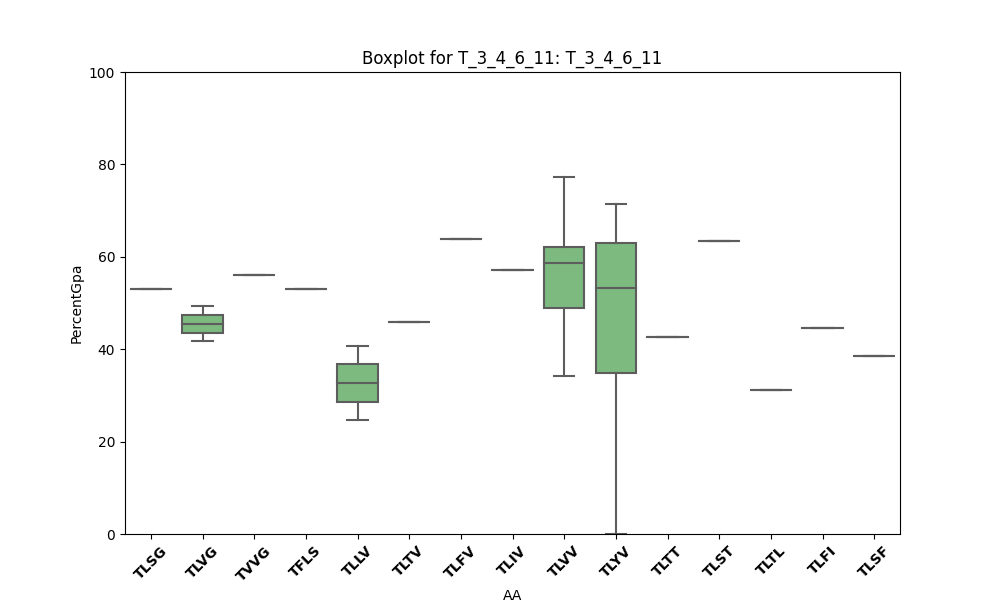 Boxplot for T_3_4_6_11: T_3_4_6_11
100
80
60
40
20
0
PercentGpa
TLSG
TLVG
TVVG
TFLS
TLLV
TLTV
TLFV
TLIV
TLVV
TLYV
TLTT
TLST
TLTL
TLFI
TLSF
AA